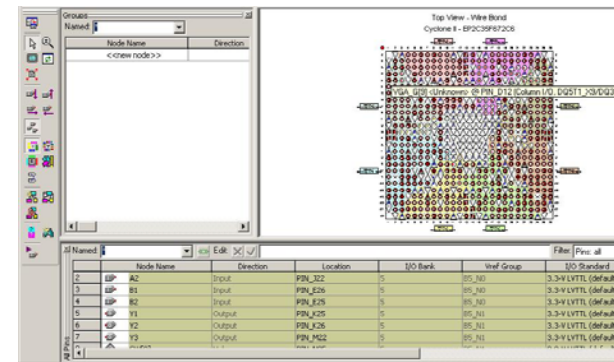 Groups
Named:
Node Name Direction
<<new node>>
Top View - Wire Bond
Cyclone II - EP2C35F672C6
VGA_G[9] <Unknown> @ PIN_D12 (Column I/O, DQ5T1_X9/DQ3
Named: Edit: Filter: Pins: all
Node Name Direction Location I/O Bank Vref Group I/O Standard
2 A2 Input PIN_J22 5 B5_N0 3.3-V LVTTL (default
3 B1 Input PIN_E26 5 B5_N0 3.3-V LVTTL (default
4 B2 Input PIN_E25 5 B5_N0 3.3-V LVTTL (default
5 Y1 Output PIN_K25 5 B5_N1 3.3-V LVTTL (default
6 Y2 Output PIN_K26 5 B5_N1 3.3-V LVTTL (default
7 Y3 Output PIN_M22 5 B5_N1 3.3-V LVTTL (default
All Pins